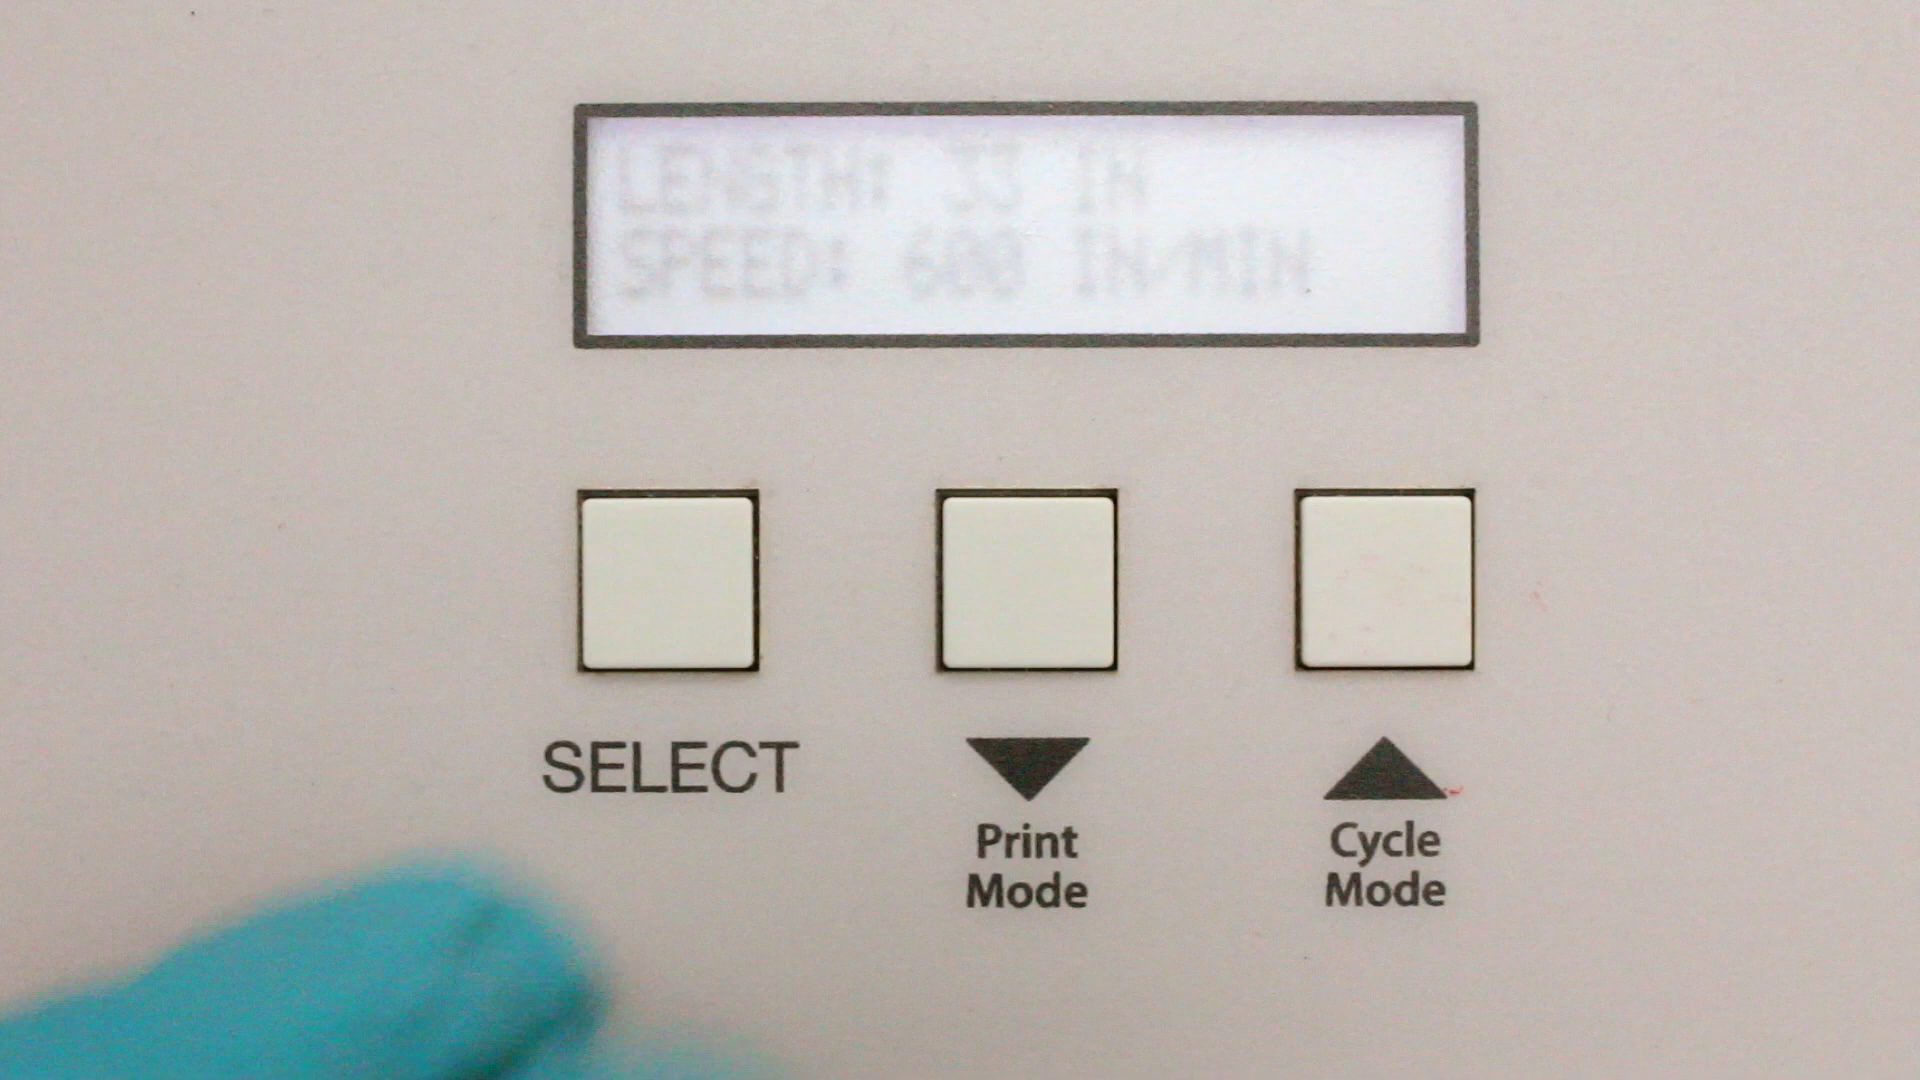 LENGTH: 33 IN
SPEED: 600 IN/MIN
SELECT
Print
Mode
Cycle
Mode